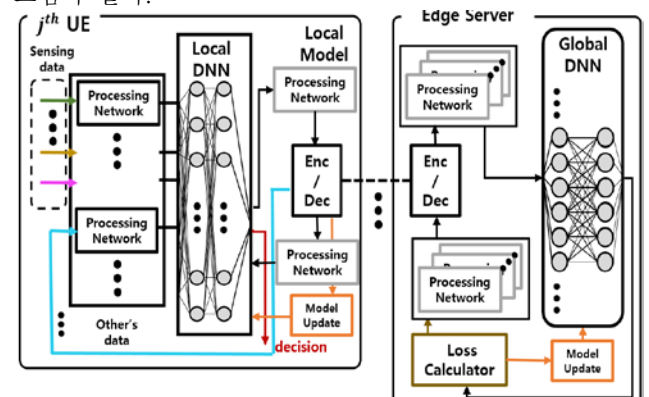 j^th UE
Sensing
data
Processing
Network
Processing
Network
Other's
data
Local
DNN
Local
Model
Processing
Network
Enc
/
Dec
Processing
Network
Model
Update
decision
Edge Server
Processing
Network
Enc
/
Dec
Processing
Network
Loss
Calculator
Global
DNN
Model
Update